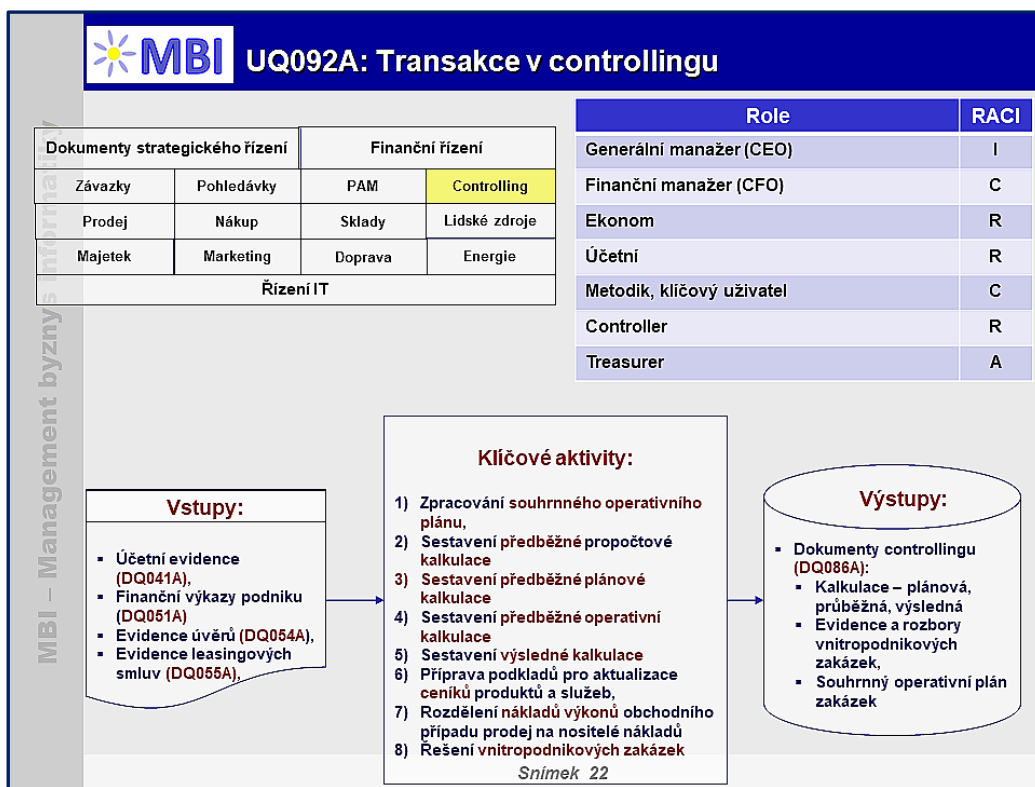 MBI
UQ092A: Transakce v controllingu
MBI – Management byznys informatiky
Dokumenty strategického řízení
Finanční řízení
Závazky
Pohledávky
PAM
Controlling
Prodej
Nákup
Sklady
Lidské zdroje
Majetek
Marketing
Doprava
Energie
Řízení IT
Role
RACI
Generální manažer (CEO)
I
Finanční manažer (CFO)
C
Ekonom
R
Účetní
R
Metodik, klíčový uživatel
C
Controller
R
Treasurer
A
Vstupy:
▪ Účetní evidence
(DQ041A),
▪ Finanční výkazy podniku
(DQ051A)
▪ Evidence úvěrů (DQ054A),
▪ Evidence leasingových
smluv (DQ055A),
Klíčové aktivity:
1) Zpracování souhrnného operativního
plánu,
2) Sestavení předběžné propočtové
kalkulace
3) Sestavení předběžné plánové
kalkulace
4) Sestavení předběžné operativní
kalkulace
5) Sestavení výsledné kalkulace
6) Příprava podkladů pro aktualizace
ceníků produktů a služeb,
7) Rozdělení nákladů výkonů obchodního
případu prodej na nositelé nákladů
8) Řešení vnitropodnikových zakázek
Výstupy:
▪ Dokumenty controllingu
(DQ086A):
▪ Kalkulace – plánová,
průběžná, výsledná
▪ Evidence a rozbory
vnitropodnikových
zakázek,
▪ Souhrnný operativní plán
zakázek
Snímek 22